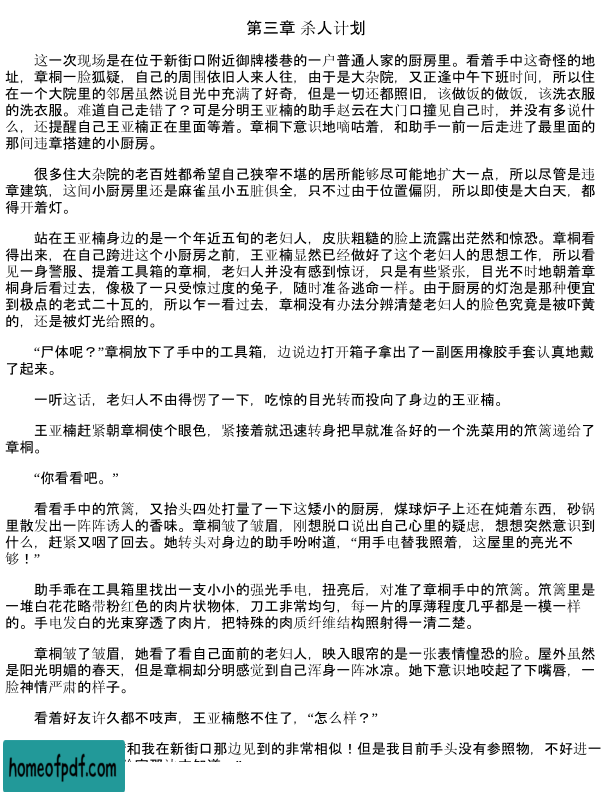 第三章 杀人计划
这一次现场是在位于新街口附近御牌楼巷的一户普通人家的厨房里。看着手中这奇怪的地
址，章桐一脸狐疑，自己的周围依旧人来人往，由于是大杂院，又正逢中午下班时间，所以住
在一个大院里的邻居虽然说目光中充满了好奇，但是一切还都照旧，该做饭的做饭，该洗衣服
的洗衣服。难道自己走错了？可是分明王亚楠的助手赵云在大门口撞见自己时，并没有多说什
么，还提醒自己王亚楠正在里面等着。章桐下意识地嘀咕着，和助手一前一后走进了最里面的
那间违章搭建的小厨房。
很多住大杂院的老百姓都希望自己狭窄不堪的居所能够尽可能地扩大一点，所以尽管是违
章建筑，这间小厨房里还是麻雀虽小五脏俱全，只不过由于位置偏阴，所以即使是大白天，都
得开着灯。
站在王亚楠身边的是一个年近五旬的老妇人，皮肤粗糙的脸上流露出茫然和惊恐。章桐看
得出来，在自己跨进这个小厨房之前，王亚楠显然已经做好了这个老妇人的思想工作，所以看
见一身警服、提着工具箱的章桐，老妇人并没有感到惊讶，只是有些紧张，目光不时地朝着章
桐身后看过去，像极了一只受惊过度的兔子，随时准备逃命一样。由于厨房的灯泡是那种便宜
到极点的老式二十瓦的，所以乍一看过去，章桐没有办法分辨清楚老妇人的脸色究竟是被吓黄
的，还是被灯光给照的。
“尸体呢？”章桐放下了手中的工具箱，边说边打开箱子拿出了一副医用橡胶手套认真地戴
了起来。
一听这话，老妇人不由得愣了一下，吃惊的目光转而投向了身边的王亚楠。
王亚楠赶紧朝章桐使个眼色，紧接着就迅速转身把早就准备好的一个洗菜用的笊篱递给了
章桐。
“你看看吧。”
看看手中的笊篱，又抬头四处打量了一下这矮小的厨房，煤球炉子上还在炖着东西，砂锅
里散发出一阵阵诱人的香味。章桐皱了皱眉，刚想脱口说出自己心里的疑虑，想想突然意识到
什么，赶紧又咽了回去。她转头对身边的助手吩咐道，“用手电替我照着，这屋里的亮光不
够！”
助手乖在工具箱里找出一支小小的强光手电，扭亮后，对准了章桐手中的笊篱。笊篱里是
一堆白花花略带粉红色的肉片状物体，刀工非常均匀，每一片的厚薄程度几乎都是一模一样
的。手电发白的光束穿透了肉片，把特殊的肉质纤维结构照射得一清二楚。
章桐皱了皱眉，她看了看自己面前的老妇人，映入眼帘的是一张表情惶恐的脸。屋外虽然
是阳光明媚的春天，但是章桐却分明感觉到自己浑身一阵冰凉。她下意识地咬起了下嘴唇，一
脸神情严肃的样子。
看着好友许久都不吱声，王亚楠憋不住了，“怎么样？”
和我在新街口那边见到的非常相似！但是我目前手头没有参照物，不好进一
homeofpdf.com